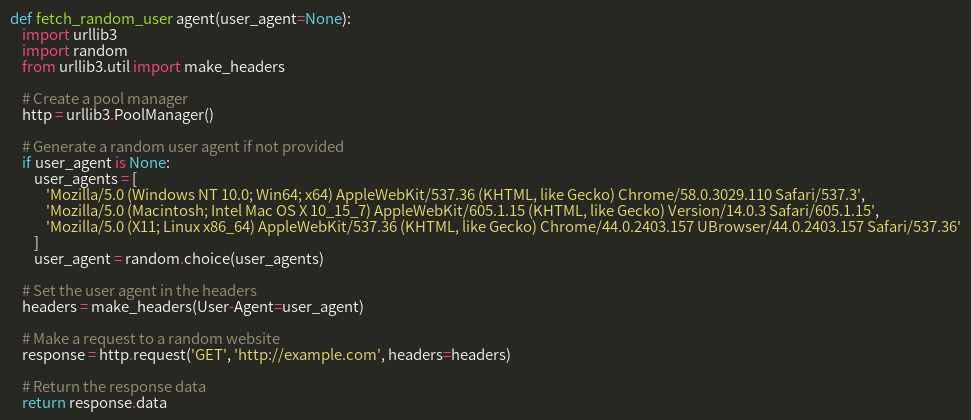 def fetch_random_user agent(user_agent=None):
import urllib3
import random
from urllib3.util import make_headers
# Create a pool manager
http = urllib3.PoolManager()
# Generate a random user agent if not provided
if user_agent is None:
user_agents = [
'Mozilla/5.0 (Windows NT 10.0; Win64; x64) AppleWebKit/537.36 (KHTML, like Gecko) Chrome/58.0.3029.110 Safari/537.3',
'Mozilla/5.0 (Macintosh; Intel Mac OS X 10_15_7) AppleWebKit/605.1.15 (KHTML, like Gecko) Version/14.0.3 Safari/605.1.15',
'Mozilla/5.0 (X11; Linux x86_64) AppleWebKit/537.36 (KHTML, like Gecko) Chrome/44.0.2403.157 UBrowser/44.0.2403.157 Safari/537.36'
]
user_agent = random.choice(user_agents)
# Set the user agent in the headers
headers = make_headers(User-Agent=user_agent)
# Make a request to a random website
response = http.request('GET', 'http://example.com', headers=headers)
# Return the response data
return response.data